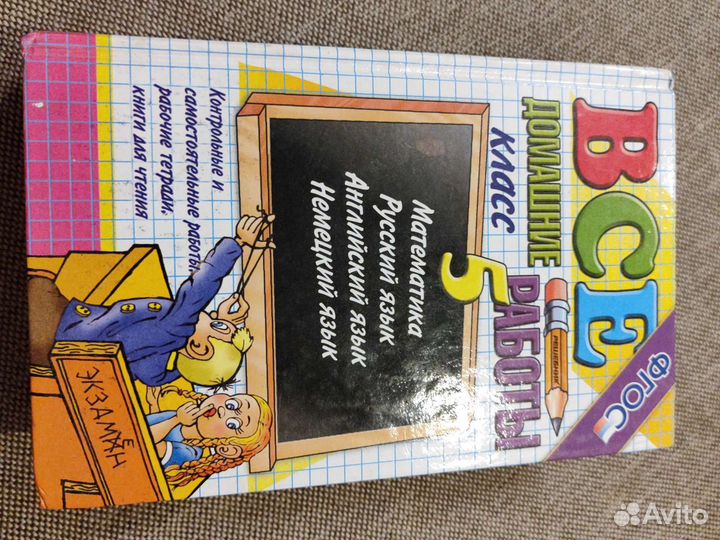 ВСЕ
ДОМАШНИЕ
РАБОТЫ
РЕШЕБНИК
ФГОС
5
класс
Математика
Русский язык
Английский язык
Немецкий язык
Контрольные и
самостоятельные работы,
рабочие тетради,
книги для чтения
ЭКЗАМЕН
Avito